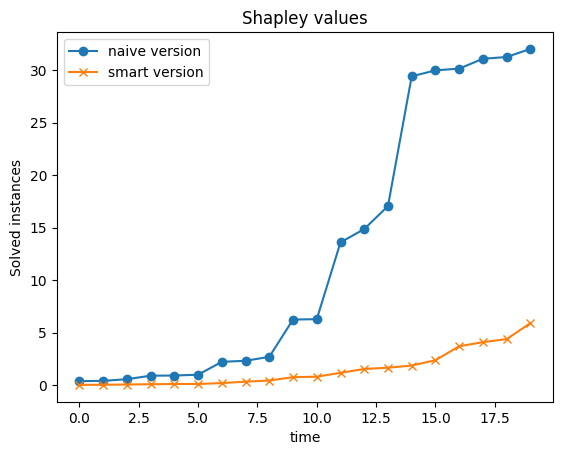 Shapley values
naive version
smart version
Solved instances
30
25
20
15
10
5
0
0.0 2.5 5.0 7.5 10.0 12.5 15.0 17.5
time